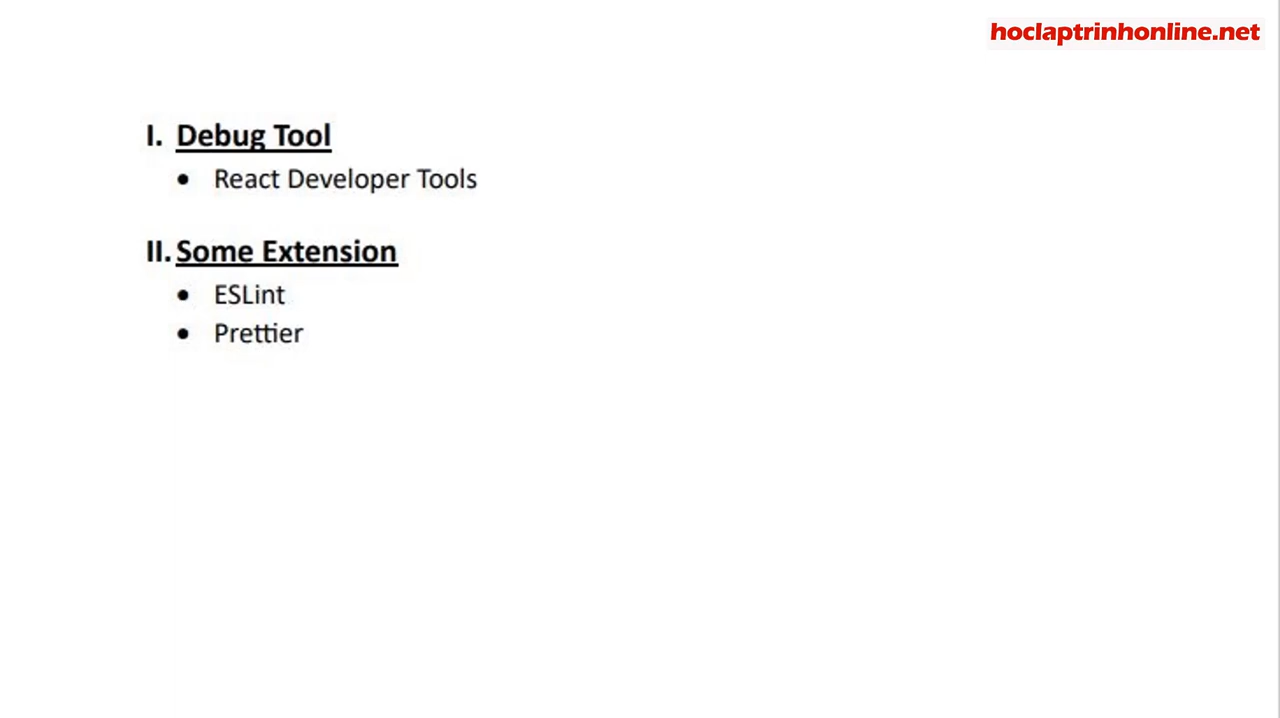 hoclaptrinhonline.net
I. Debug Tool
• React Developer Tools
II. Some Extension
• ESLint
• Prettier